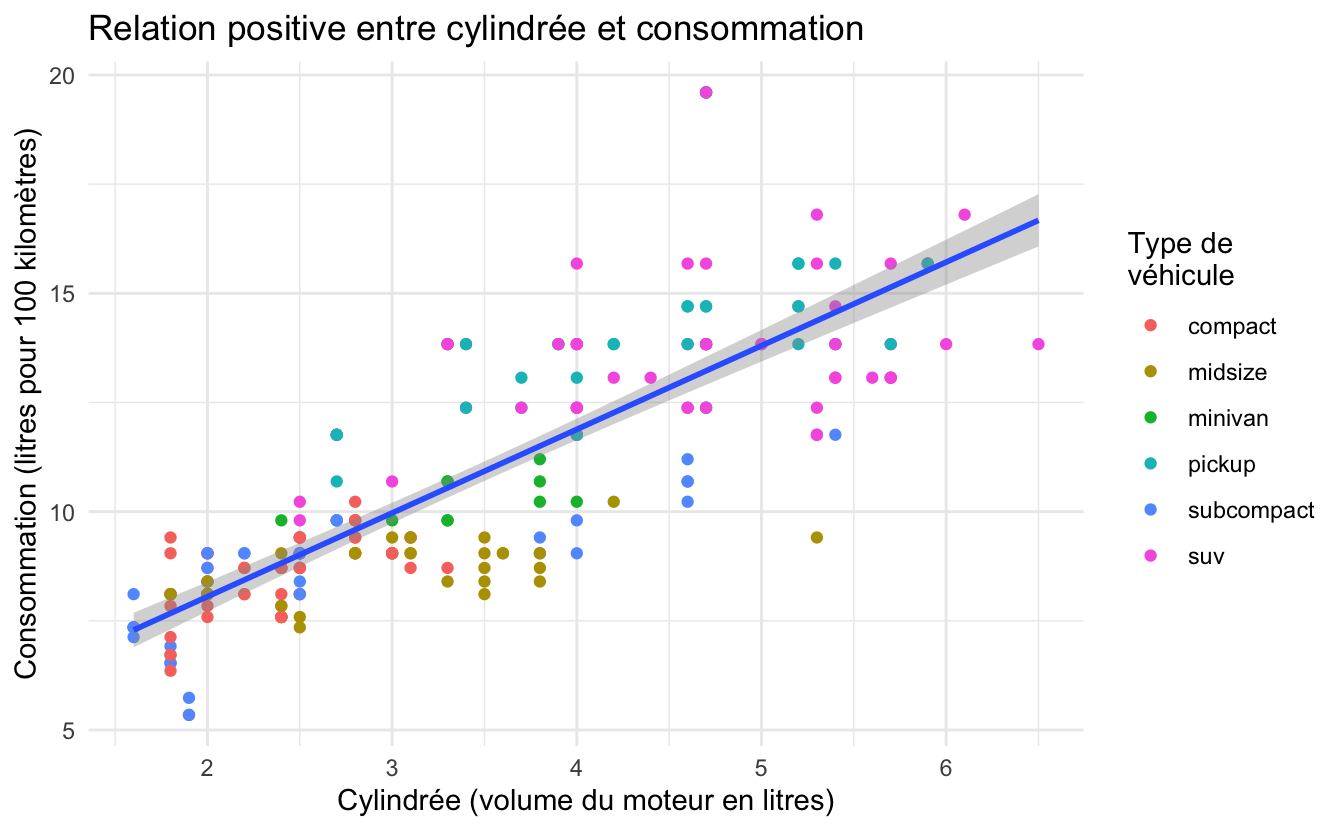 Relation positive entre cylindrée et consommation
Consommation (litres pour 100 kilomètres)
20
15
10
5
2 3 4 5 6
Cylindrée (volume du moteur en litres)
Type de
véhicule
compact
midsize
minivan
pickup
subcompact
suv